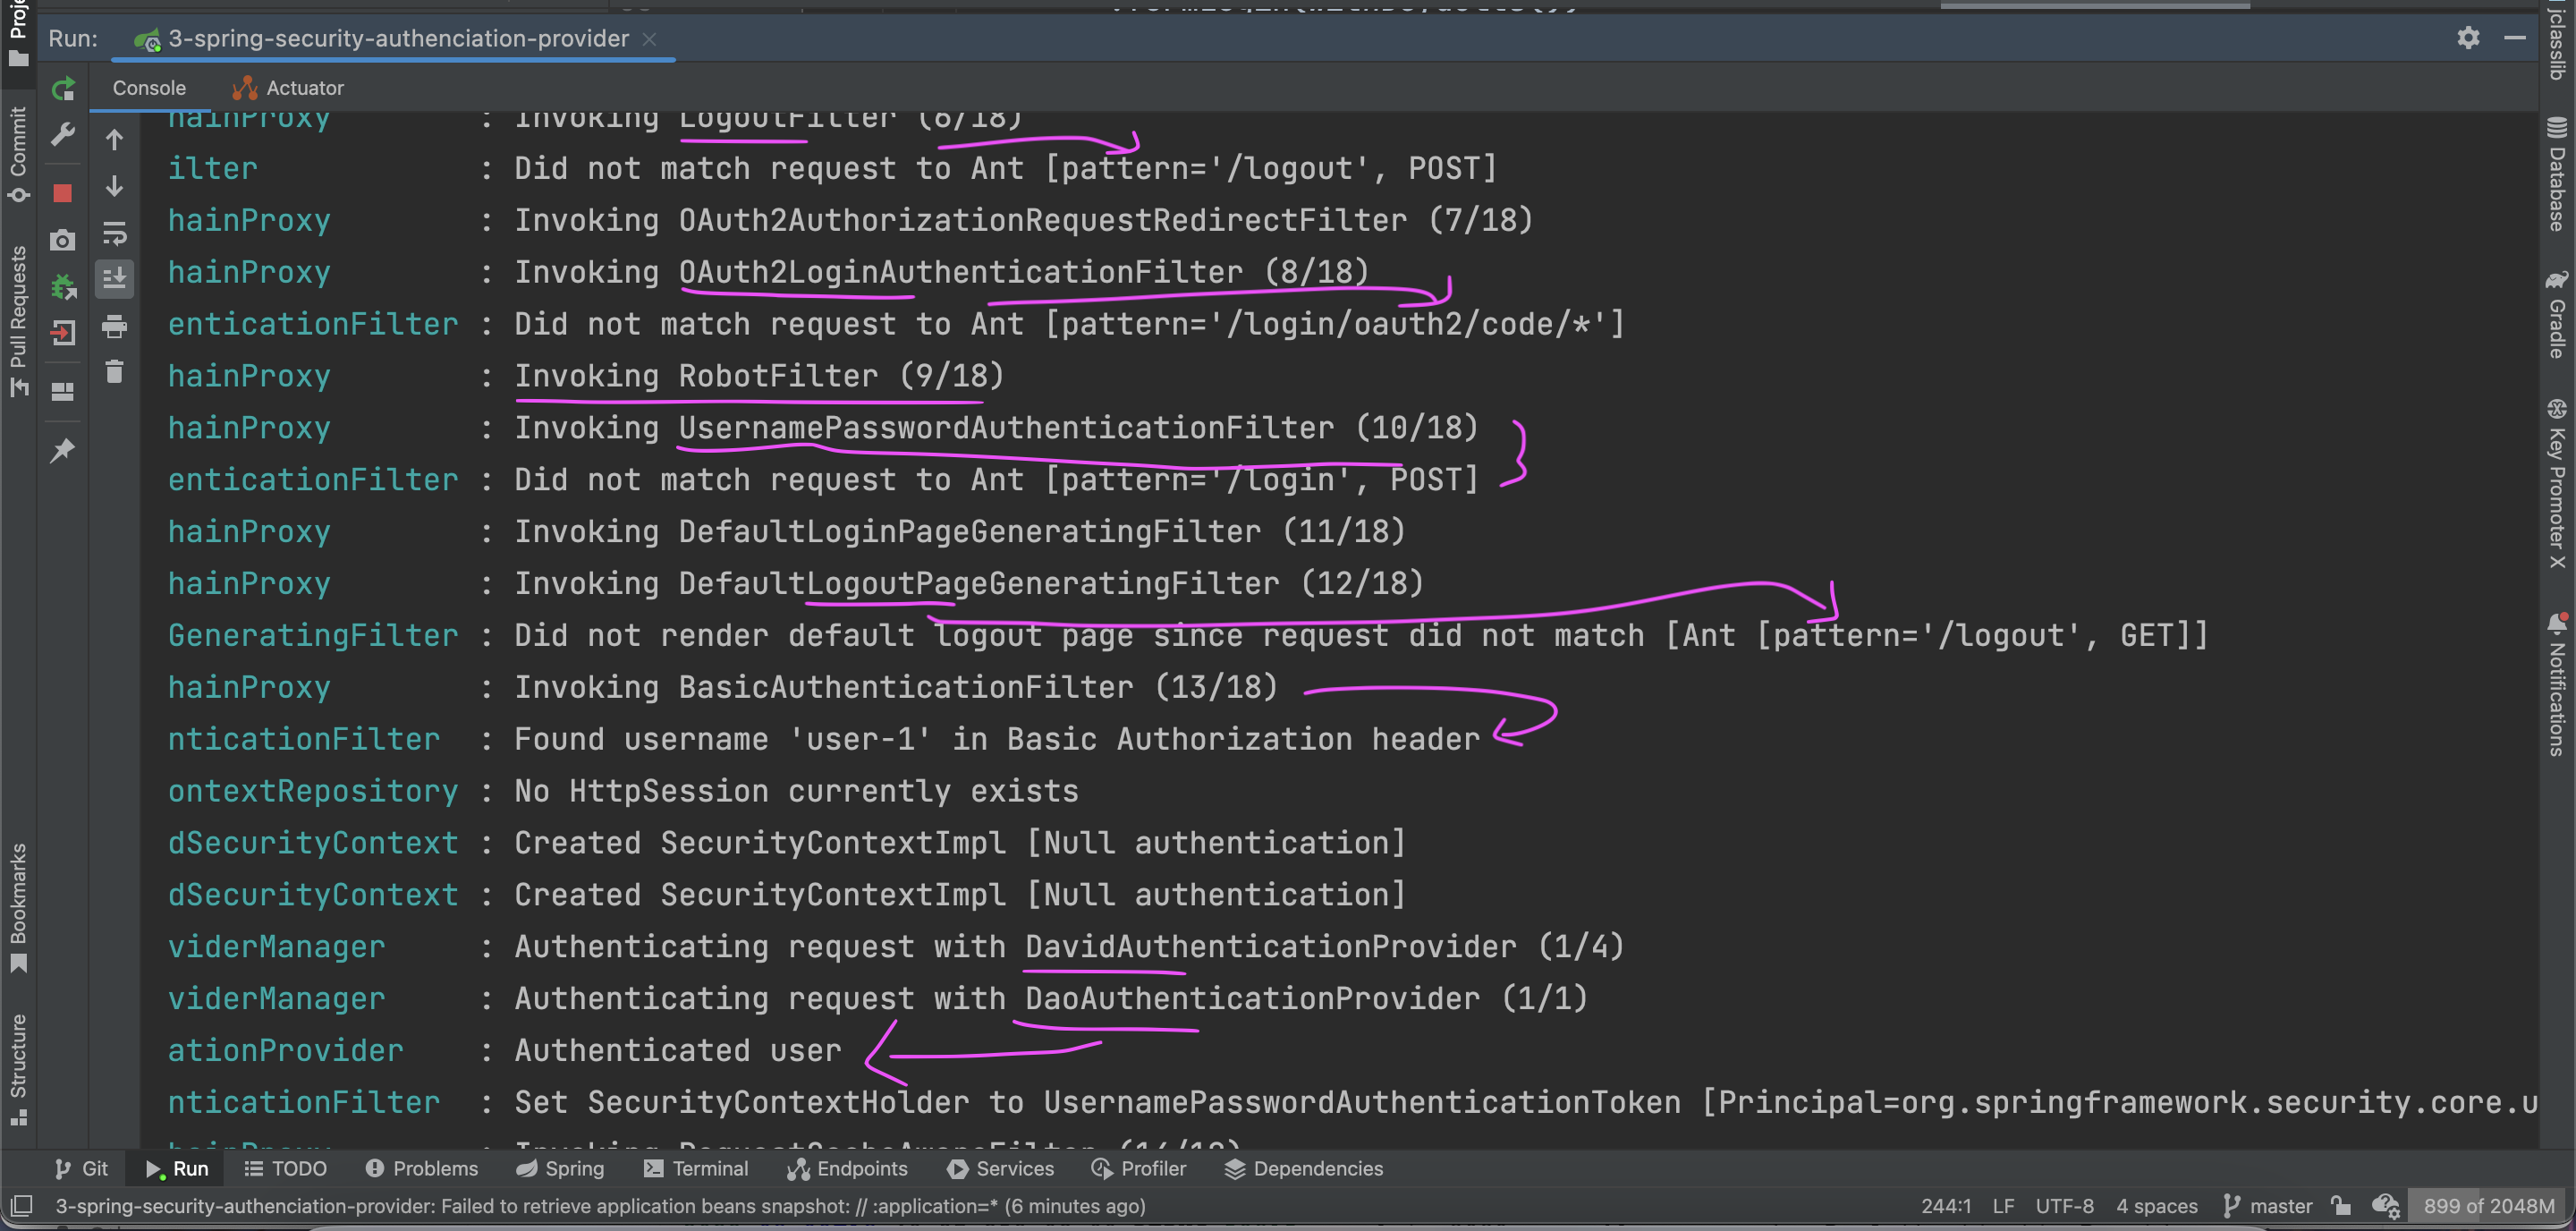 Run: 3-spring-security-authenciation-provider
Console Actuator
hainProxy : Invoking LogoutFilter (6/18)
ilter : Did not match request to Ant [pattern='/logout', POST]
hainProxy : Invoking OAuth2AuthorizationRequestRedirectFilter (7/18)
hainProxy : Invoking OAuth2LoginAuthenticationFilter (8/18)
enticationFilter : Did not match request to Ant [pattern='/login/oauth2/code/*']
hainProxy : Invoking RobotFilter (9/18)
hainProxy : Invoking UsernamePasswordAuthenticationFilter (10/18)
enticationFilter : Did not match request to Ant [pattern='/login', POST]
hainProxy : Invoking DefaultLoginPageGeneratingFilter (11/18)
hainProxy : Invoking DefaultLogoutPageGeneratingFilter (12/18)
GeneratingFilter : Did not render default logout page since request did not match [Ant [pattern='/logout', GET]]
hainProxy : Invoking BasicAuthenticationFilter (13/18)
nticationFilter : Found username 'user-1' in Basic Authorization header
ontextRepository : No HttpSession currently exists
dSecurityContext : Created SecurityContextImpl [Null authentication]
dSecurityContext : Created SecurityContextImpl [Null authentication]
viderManager : Authenticating request with DavidAuthenticationProvider (1/4)
viderManager : Authenticating request with DaoAuthenticationProvider (1/1)
ationProvider : Authenticated user
nticationFilter : Set SecurityContextHolder to UsernamePasswordAuthenticationToken [Principal=org.springframework.security.core.u
hainProxy : Invoking RequestCacheAwareFilter (14/18)
Git Run TODO Problems Spring Terminal Endpoints Services Profiler Dependencies
3-spring-security-authenciation-provider: Failed to retrieve application beans snapshot: // :application=* (6 minutes ago) 244:1 LF UTF-8 4 spaces master 899 of 2048M
Proje
Commit
Pull Requests
Bookmarks
Structure
jclasslib
Database
Gradle
Key Promoter X
Notifications